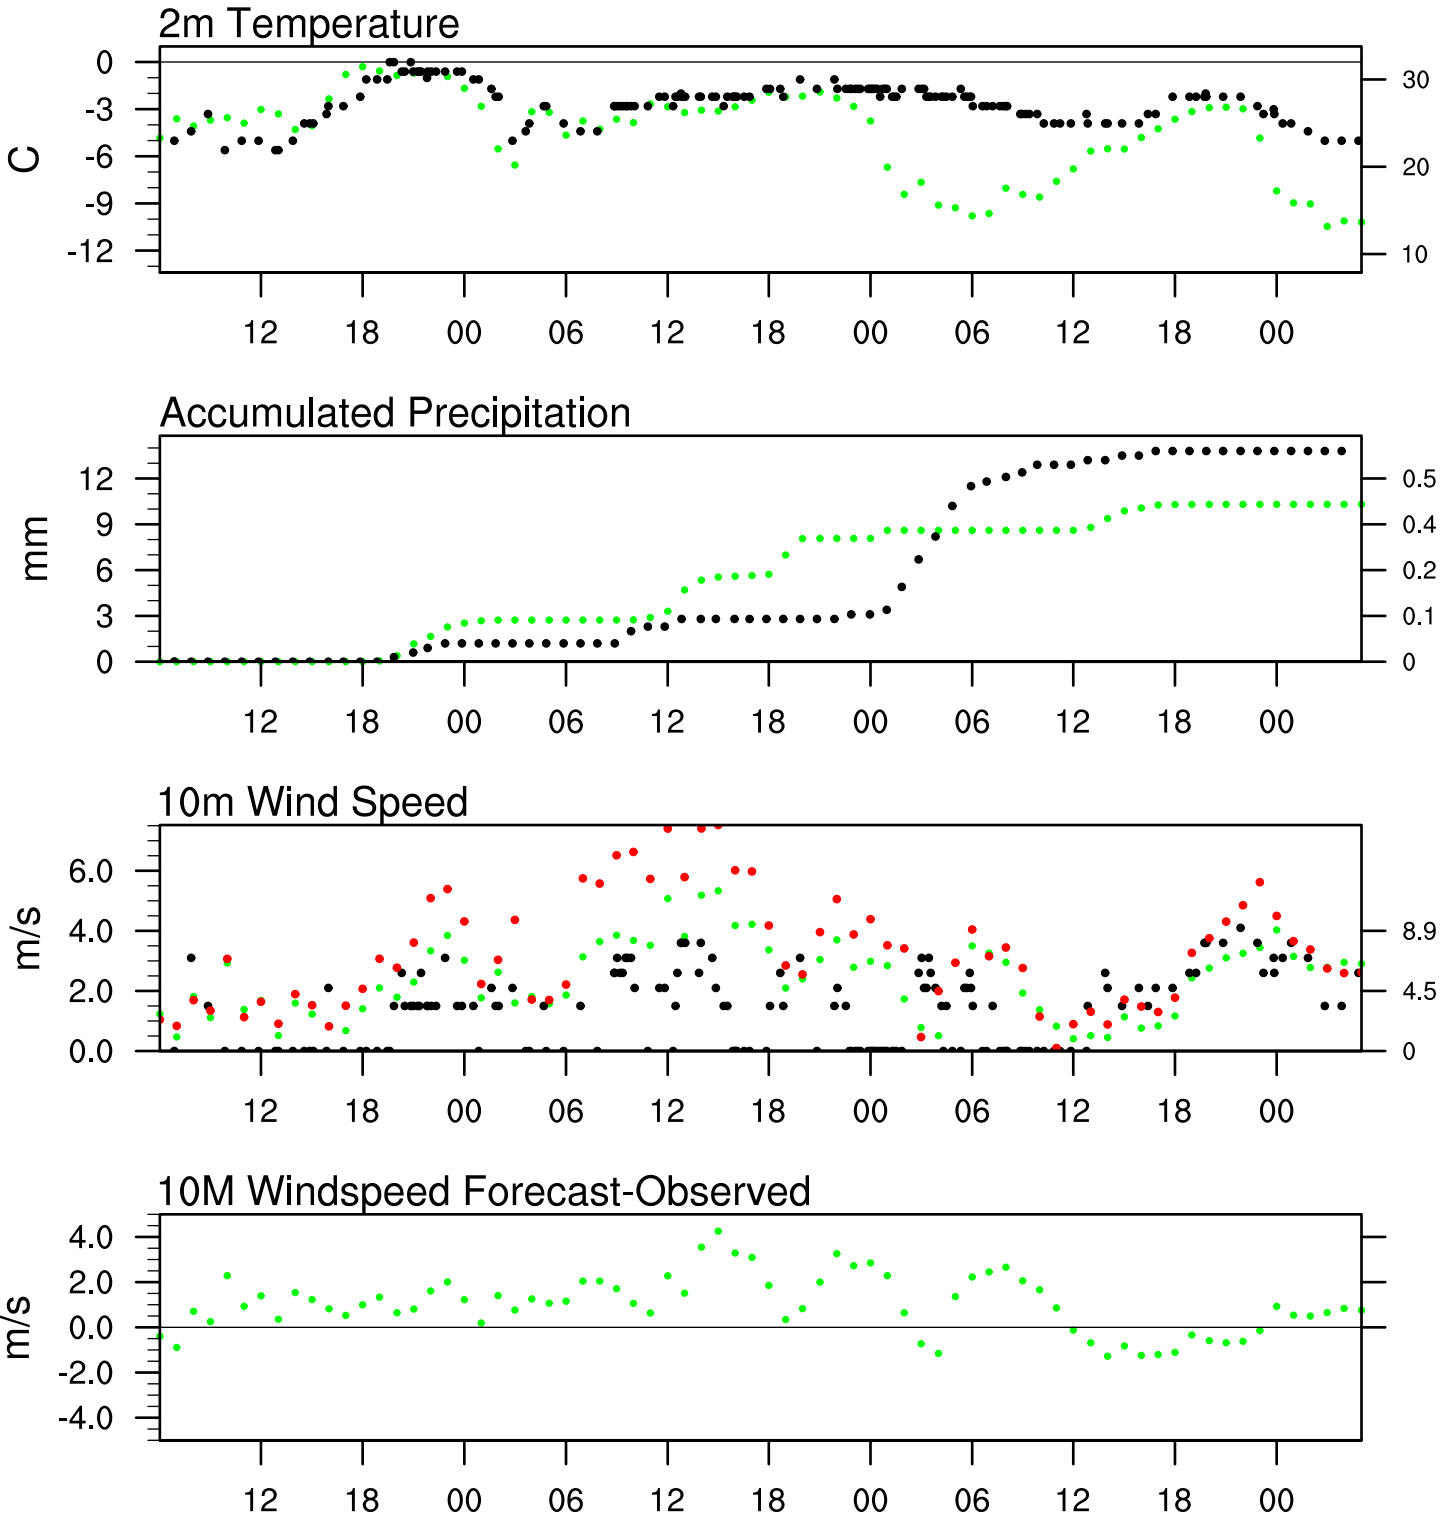 2m Temperature
0
-3
-6
-9
-12
C
30
20
10
12 18 00 06 12 18 00 06 12 18 00
Accumulated Precipitation
12
9
6
3
0
mm
0.5
0.4
0.2
0.1
0
12 18 00 06 12 18 00 06 12 18 00
10m Wind Speed
6.0
4.0
2.0
0.0
m/s
8.9
4.5
0
12 18 00 06 12 18 00 06 12 18 00
10M Windspeed Forecast-Observed
4.0
2.0
0.0
-2.0
-4.0
m/s
12 18 00 06 12 18 00 06 12 18 00